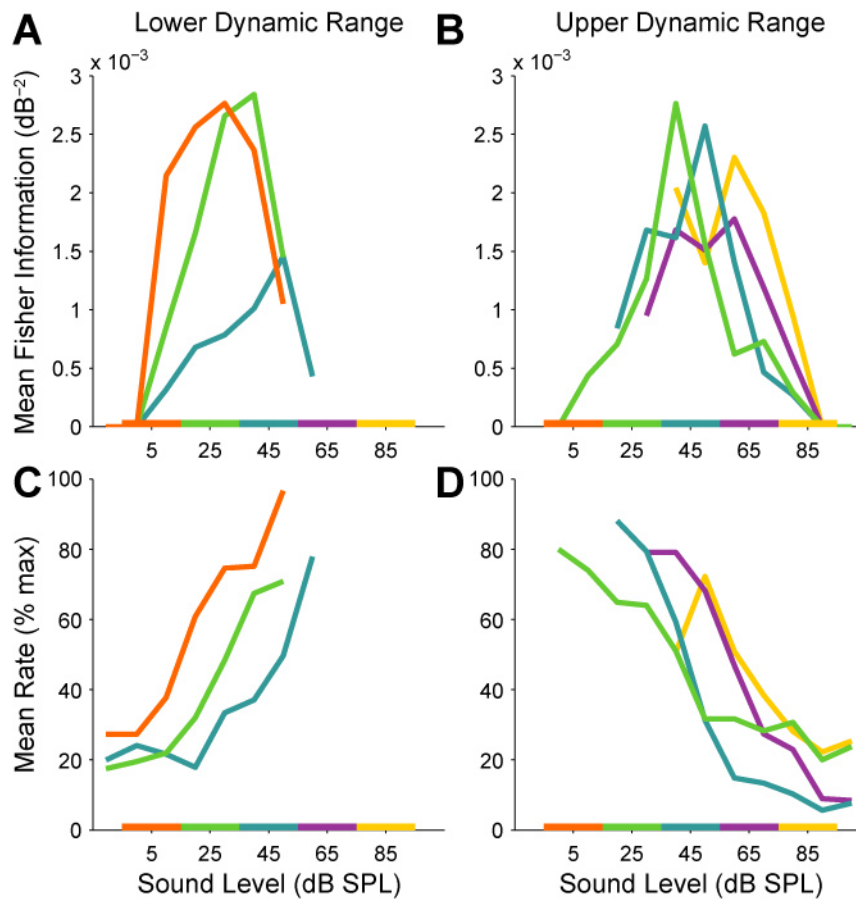 A Lower Dynamic Range
B Upper Dynamic Range
x 10⁻³
x 10⁻³
Mean Fisher Information (dB⁻²)
3
2.5
2
1.5
1
0.5
0
5 25 45 65 85
3
2.5
2
1.5
1
0.5
0
5 25 45 65 85
C
Mean Rate (% max)
100
80
60
40
20
0
5 25 45 65 85
Sound Level (dB SPL)
D
100
80
60
40
20
0
5 25 45 65 85
Sound Level (dB SPL)